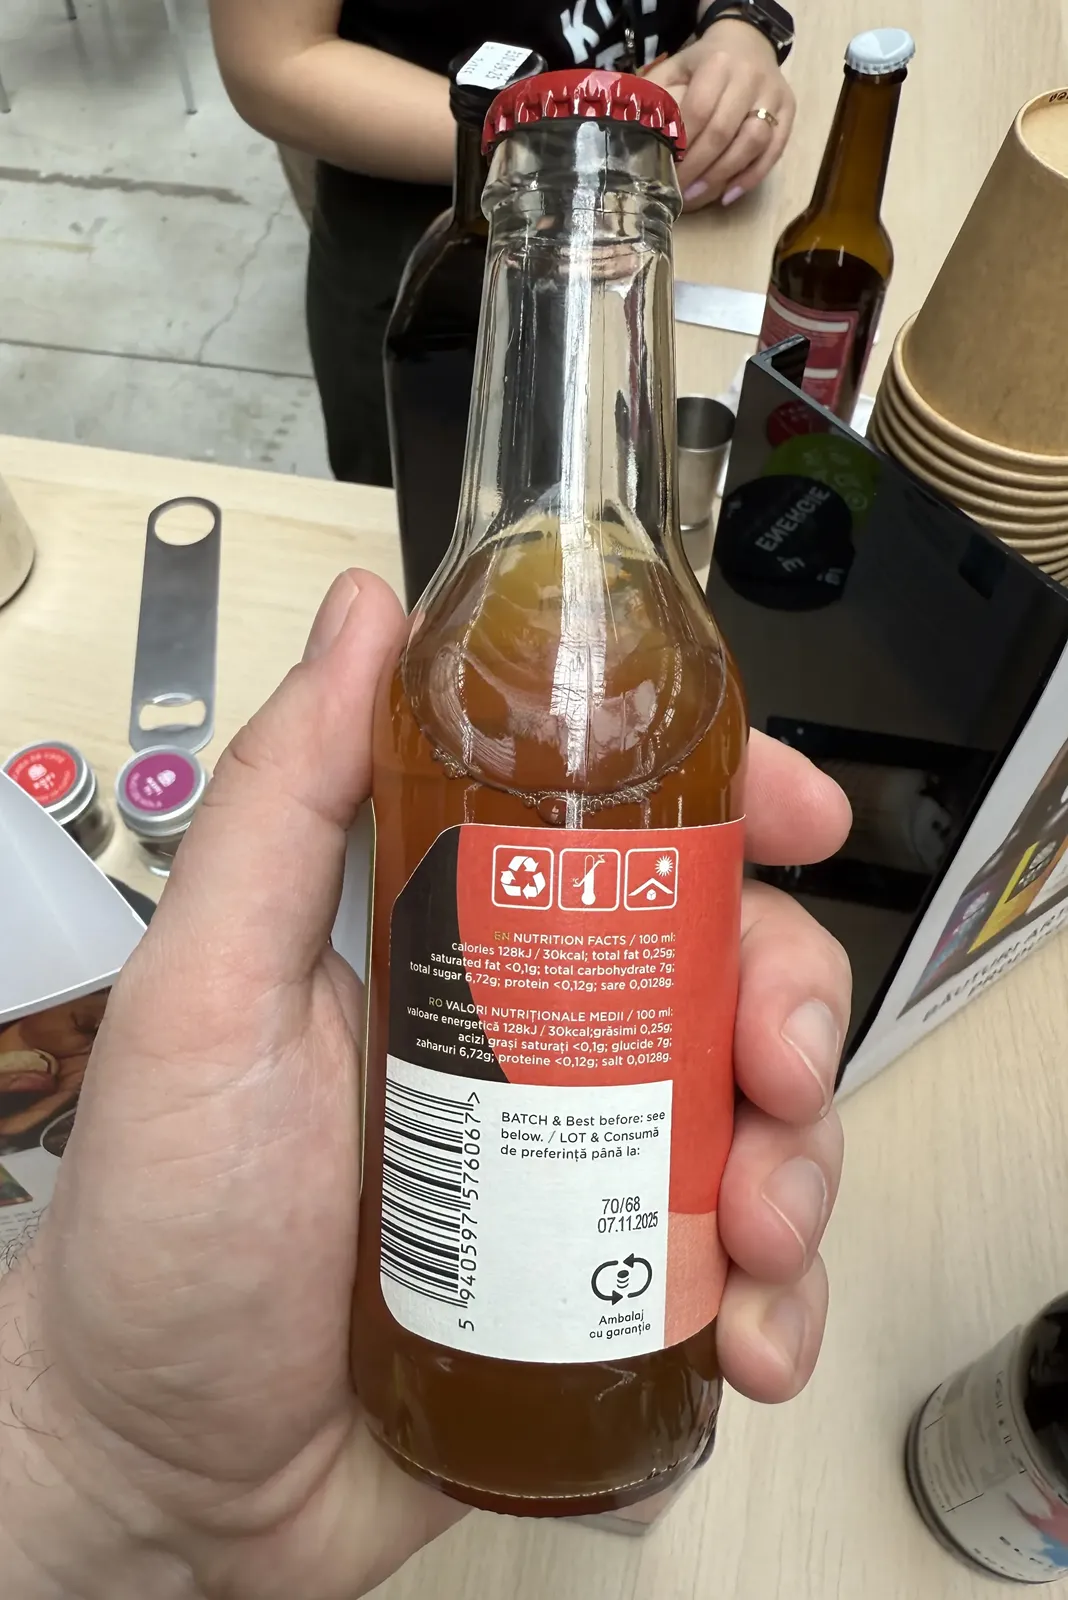 EN NUTRITION FACTS / 100 ml:
calories 128kJ / 30kcal; total fat 0,25g;
saturated fat <0,1g; total carbohydrate 7g;
total sugar 6,72g; protein <0,12g; sare 0,0128g.
RO VALORI NUTRIȚIONALE MEDII / 100 ml:
valoare energetică 128kJ / 30kcal;grăsimi 0,25g;
acizi grași saturați <0,1g; glucide 7g;
zaharuri 6,72g; proteine <0,12g; salt 0,0128g.
BATCH & Best before: see
below. / LOT & Consumă
de preferință până la:
70/68
07.11.2025
Ambalaj
cu garanție
5 940597 576067 >
ENERGIE
BĂUTURI